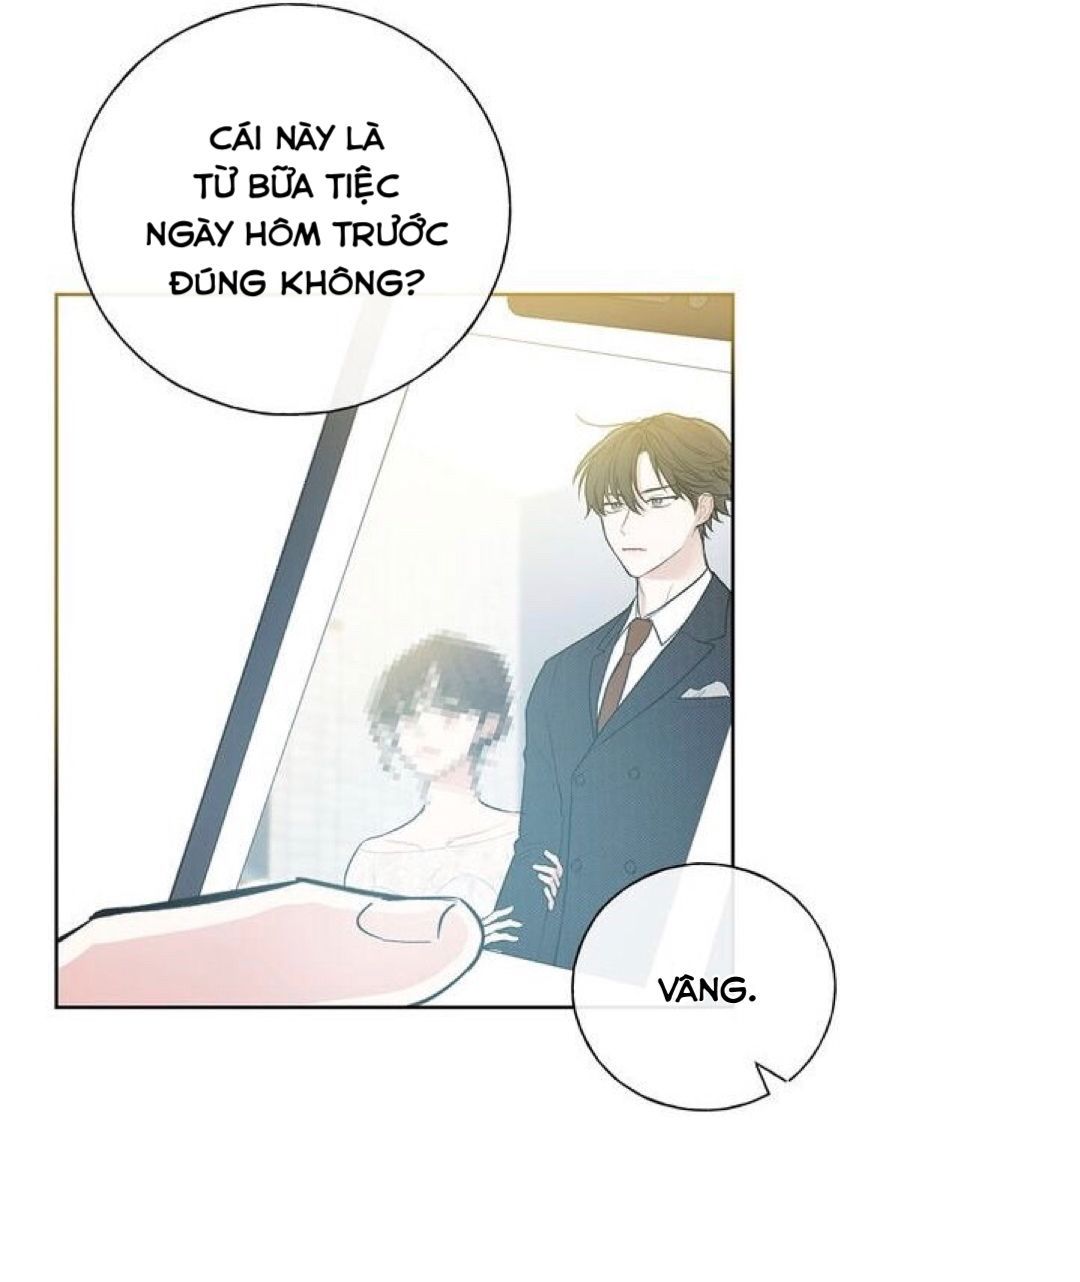 CÁI NÀY LÀ
TỪ BỮA TIỆC
NGÀY HÔM TRƯỚC
ĐÚNG KHÔNG?
VÂNG.